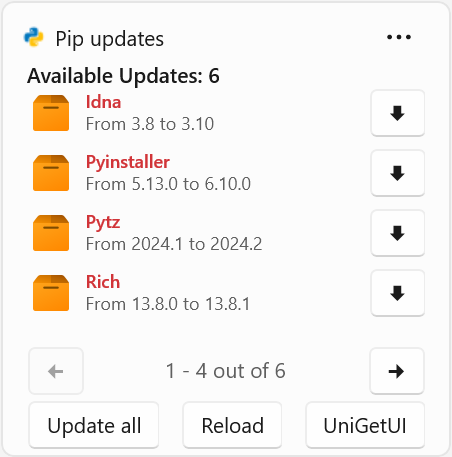 Pip updates
Available Updates: 6
Idna
From 3.8 to 3.10
Pyinstaller
From 5.13.0 to 6.10.0
Pytz
From 2024.1 to 2024.2
Rich
From 13.8.0 to 13.8.1
1 - 4 out of 6
Update all Reload UniGetUI